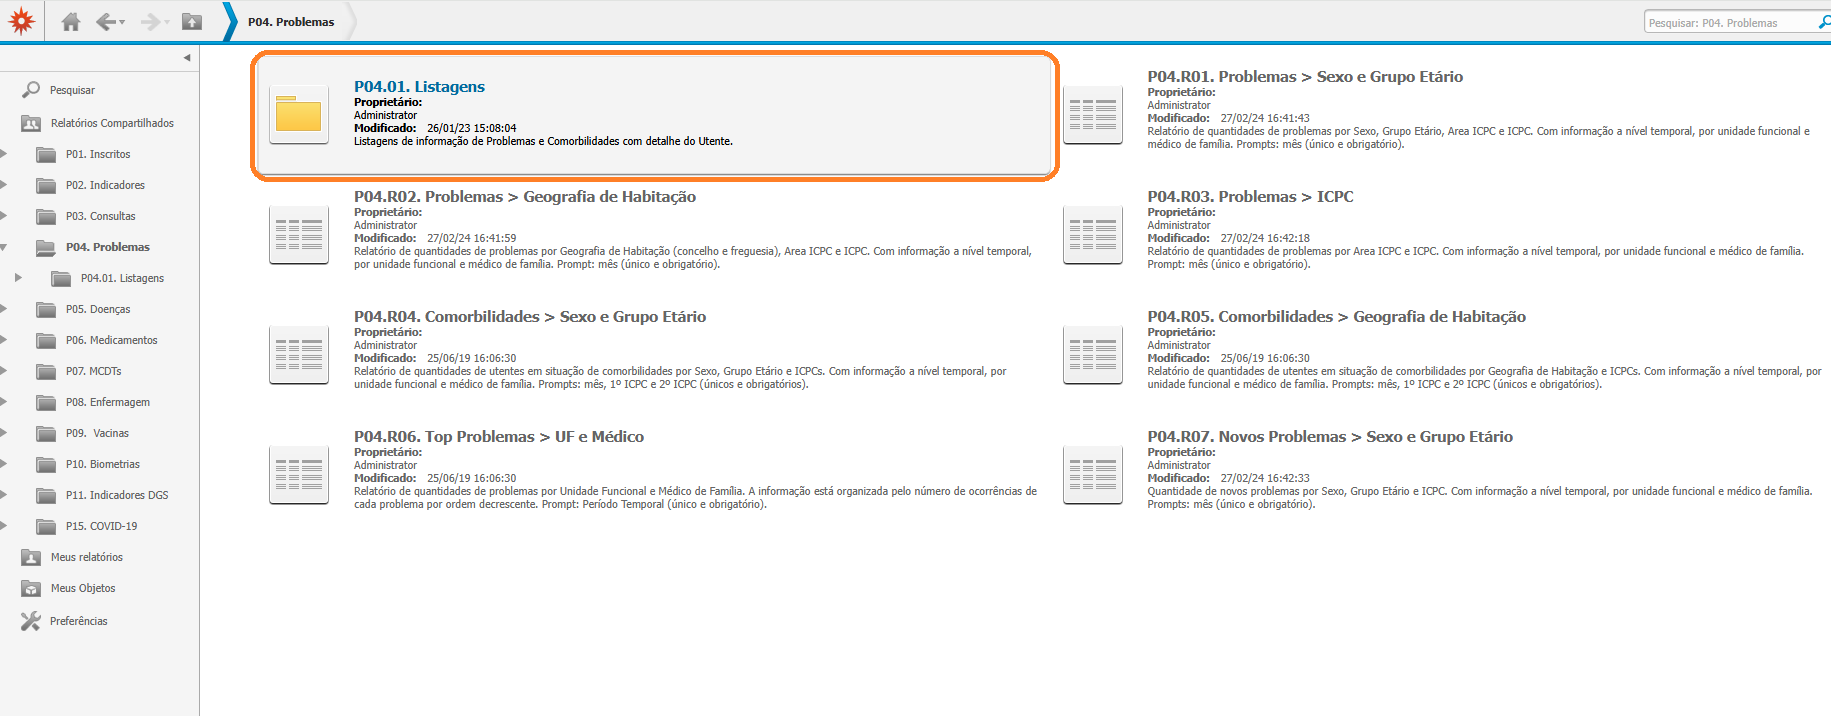 P04. Problemas
Pesquisar: P04. Problemas
Pesquisar
Relatórios Compartilhados
P01. Inscritos
P02. Indicadores
P03. Consultas
P04. Problemas
P04.01. Listagens
P05. Doenças
P06. Medicamentos
P07. MCDTs
P08. Enfermagem
P09. Vacinas
P10. Biometrias
P11. Indicadores DGS
P15. COVID-19
Meus relatórios
Meus Objetos
Preferências
P04.01. Listagens
Proprietário:
Administrator
Modificado: 26/01/23 15:08:04
Listagens de informação de Problemas e Comorbilidades com detalhe do Utente.
P04.R01. Problemas > Sexo e Grupo Etário
Proprietário:
Administrator
Modificado: 27/02/24 16:41:43
Relatório de quantidades de problemas por Sexo, Grupo Etário, Area ICPC e ICPC. Com informação a nível temporal, por unidade funcional e
médico de família. Prompts: mês (único e obrigatório).
P04.R02. Problemas > Geografia de Habitação
Proprietário:
Administrator
Modificado: 27/02/24 16:41:59
Relatório de quantidades de problemas por Geografia de Habitação (concelho e freguesia), Area ICPC e ICPC. Com informação a nível temporal,
por unidade funcional e médico de família. Prompt: mês (único e obrigatório).
P04.R03. Problemas > ICPC
Proprietário:
Administrator
Modificado: 27/02/24 16:42:18
Relatório de quantidades de problemas por Area ICPC e ICPC. Com informação a nível temporal, por unidade funcional e médico de família.
Prompt: mês (único e obrigatório).
P04.R04. Comorbilidades > Sexo e Grupo Etário
Proprietário:
Administrator
Modificado: 25/06/19 16:06:30
Relatório de quantidades de utentes em situação de comorbilidades por Sexo, Grupo Etário e ICPCs. Com informação a nível temporal, por
unidade funcional e médico de família. Prompts: mês, 1º ICPC e 2º ICPC (únicos e obrigatórios).
P04.R05. Comorbilidades > Geografia de Habitação
Proprietário:
Administrator
Modificado: 25/06/19 16:06:30
Relatório de quantidades de utentes em situação de comorbilidades por Geografia de Habitação e ICPCs. Com informação a nível temporal, por
unidade funcional e médico de família. Prompts: mês, 1º ICPC e 2º ICPC (únicos e obrigatórios).
P04.R06. Top Problemas > UF e Médico
Proprietário:
Administrator
Modificado: 25/06/19 16:06:30
Relatório de quantidades de problemas por Unidade Funcional e Médico de Família. A informação está organizada pelo número de ocorrências de
cada problema por ordem decrescente. Prompt: Período Temporal (único e obrigatório).
P04.R07. Novos Problemas > Sexo e Grupo Etário
Proprietário:
Administrator
Modificado: 27/02/24 16:42:33
Quantidade de novos problemas por Sexo, Grupo Etário e ICPC. Com informação a nível temporal, por unidade funcional e médico de família.
Prompts: mês (único e obrigatório).